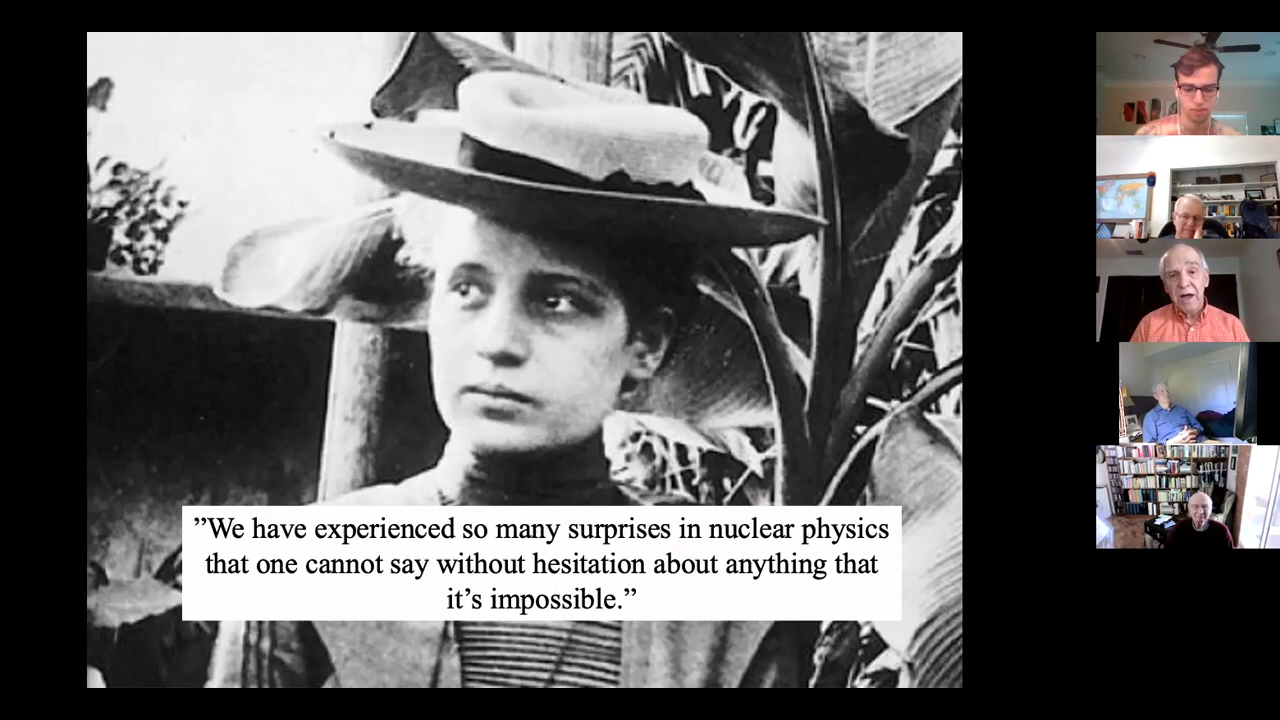 ”We have experienced so many surprises in nuclear physics
that one cannot say without hesitation about anything that
it’s impossible.”